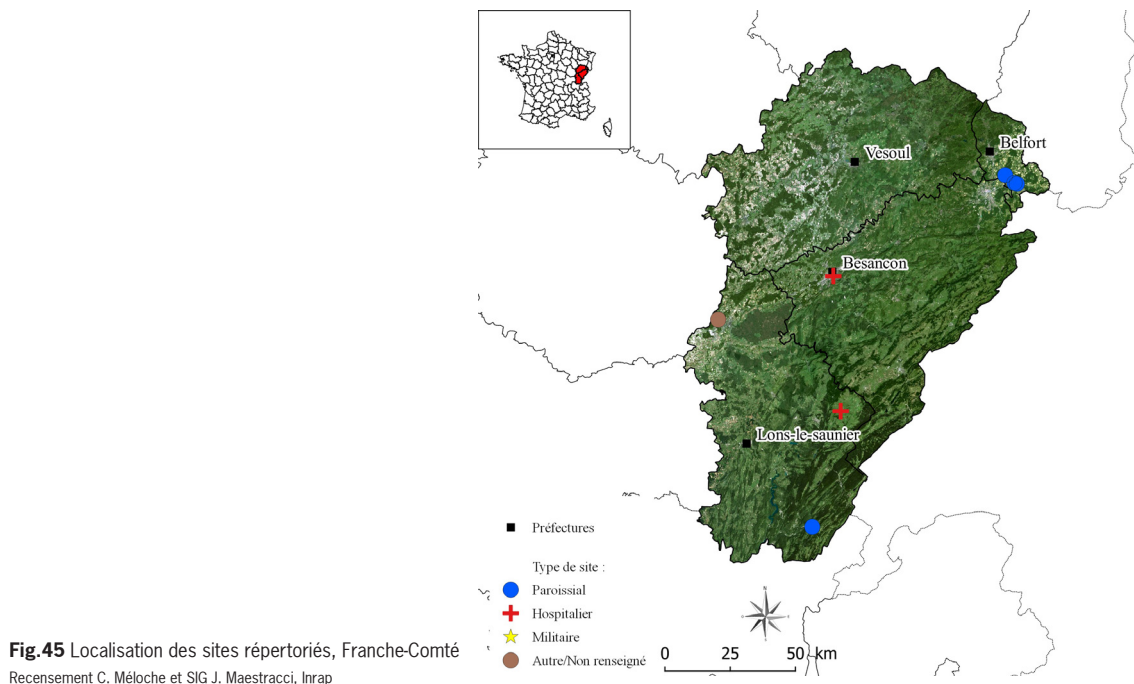 Vesoul
Belfort
Besancon
Lons-le-saunier
Préfectures
Type de site :
Paroissial
Hospitalier
Militaire
Autre/Non renseigné
0 25 50 km
Fig.45 Localisation des sites répertoriés, Franche-Comté
Recensement C. Méloche et SIG J. Maestracci, Inrap